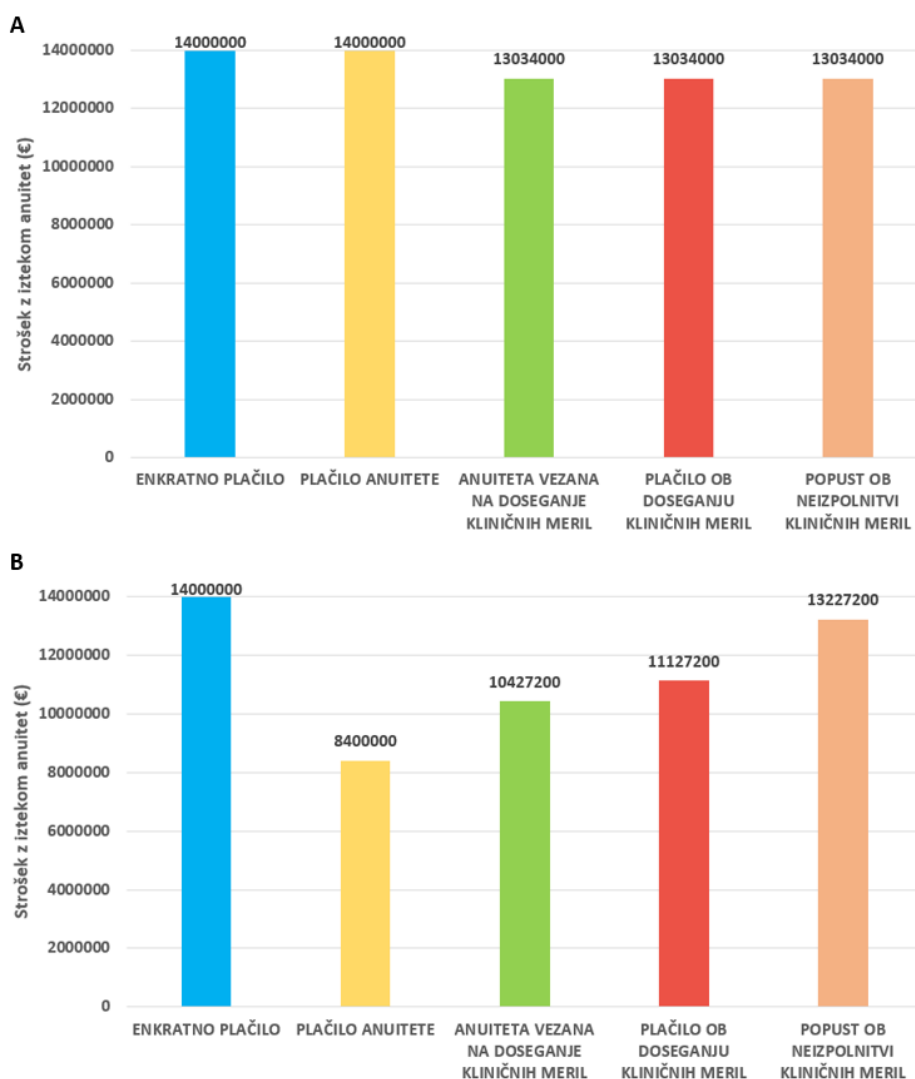 A
Strošek z iztekom anuitet (€)
14000000
12000000
10000000
8000000
6000000
4000000
2000000
0
14000000
14000000
13034000
13034000
13034000
ENKRATNO PLAČILO
PLAČILO ANUITETE
ANUITETA VEZANA
NA DOSEGANJE
KLINIČNIH MERIL
PLAČILO OB
DOSEGANJU
KLINIČNIH MERIL
POPUST OB
NEIZPOLNITVI
KLINIČNIH MERIL
B
Strošek z iztekom anuitet (€)
14000000
12000000
10000000
8000000
6000000
4000000
2000000
0
14000000
8400000
10427200
11127200
13227200
ENKRATNO PLAČILO
PLAČILO ANUITETE
ANUITETA VEZANA
NA DOSEGANJE
KLINIČNIH MERIL
PLAČILO OB
DOSEGANJU
KLINIČNIH MERIL
POPUST OB
NEIZPOLNITVI
KLINIČNIH MERIL